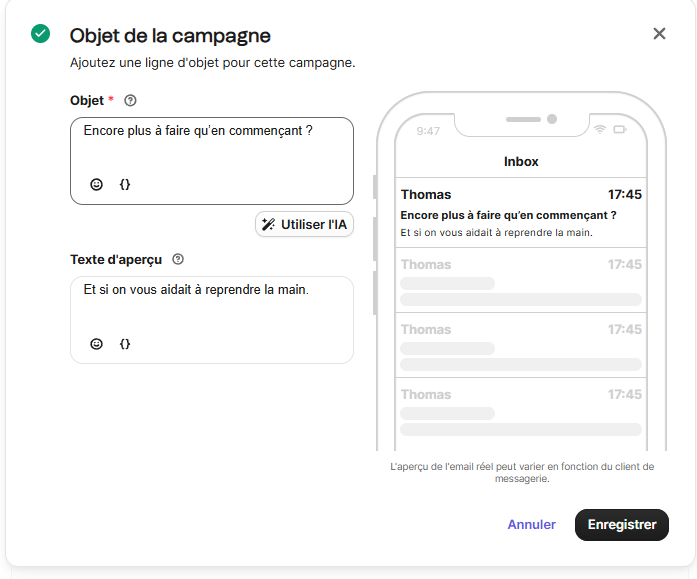 Objet de la campagne
Ajoutez une ligne d'objet pour cette campagne.
Objet *
Encore plus à faire qu’en commençant ?
{}
Utiliser l'IA
Texte d'aperçu
Et si on vous aidait à reprendre la main.
{}
9:47
Inbox
Thomas 17:45
Encore plus à faire qu’en commençant ?
Et si on vous aidait à reprendre la main.
Thomas 17:45
Thomas 17:45
Thomas 17:45
L'aperçu de l'email réel peut varier en fonction du client de
messagerie.
Annuler Enregistrer